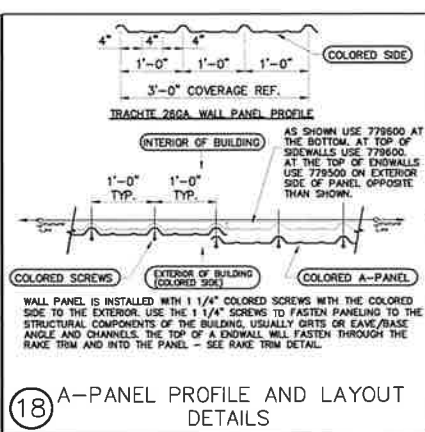 4" 4" 4"
1'-0" 1'-0" 1'-0"
COLORED SIDE
3'-0" COVERAGE REF.
TRACHTE 26GA. WALL PANEL PROFILE
INTERIOR OF BUILDING
AS SHOWN USE 779600 AT
THE BOTTOM. AT TOP OF
SIDEWALLS USE 779600.
AT THE TOP OF ENDWALLS
USE 779500 ON EXTERIOR
SIDE OF PANEL OPPOSITE
THAN SHOWN.
1'-0" 1'-0"
TYP. TYP.
COLORED SCREWS
EXTERIOR OF BUILDING
(COLORED SIDE)
COLORED A-PANEL
WALL PANEL IS INSTALLED WITH 1 1/4" COLORED SCREWS WITH THE COLORED
SIDE TO THE EXTERIOR. USE THE 1 1/4" SCREWS TO FASTEN PANELING TO THE
STRUCTURAL COMPONENTS OF THE BUILDING, USUALLY GIRTS OR EAVE/BASE
ANGLE AND CHANNELS. THE TOP OF A ENDWALL WILL FASTEN THROUGH THE
RAKE TRIM AND INTO THE PANEL - SEE RAKE TRIM DETAIL.
18 A-PANEL PROFILE AND LAYOUT
DETAILS